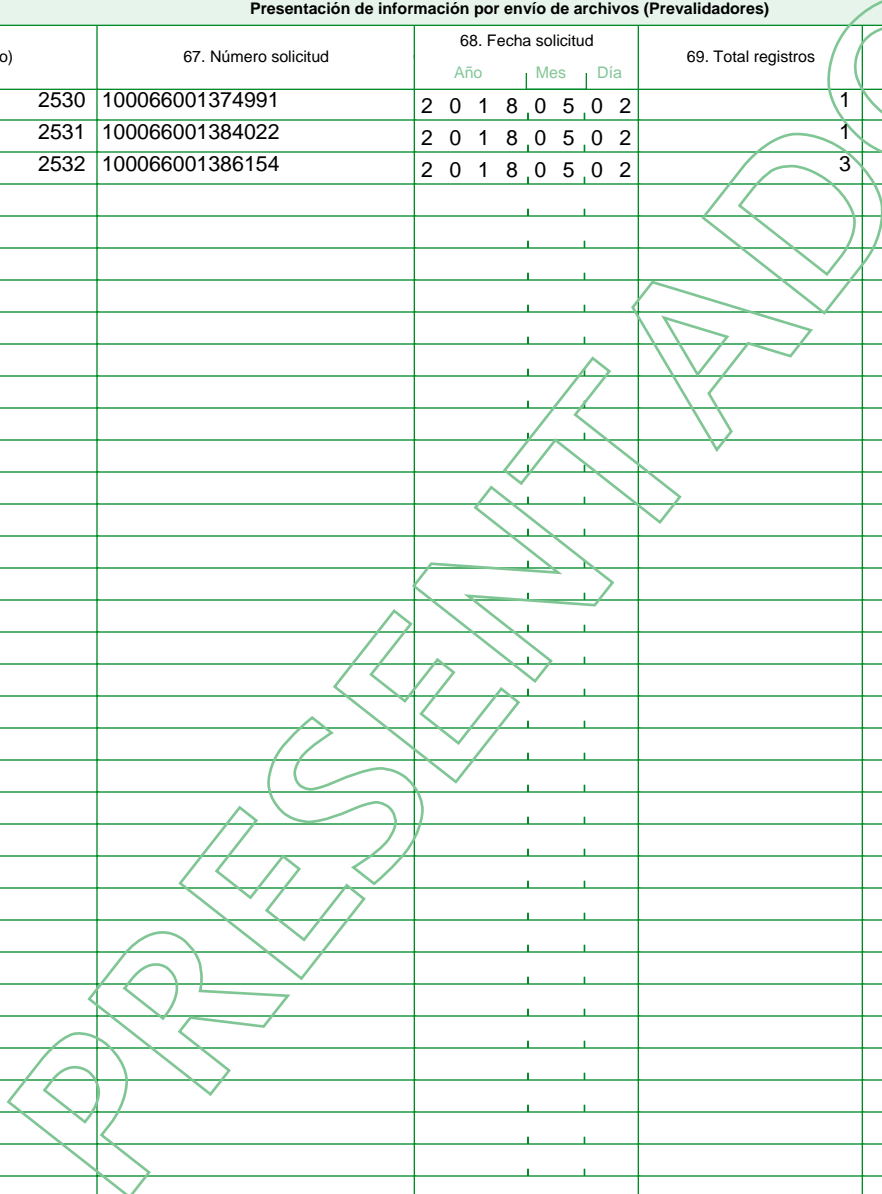 Presentación de información por envío de archivos (Prevalidadores)
o) 67. Número solicitud 68. Fecha solicitud 69. Total registros
Año Mes Día
2530 100066001374991 2 0 1 8 0 5 0 2 1
2531 100066001384022 2 0 1 8 0 5 0 2 1
2532 100066001386154 2 0 1 8 0 5 0 2 3
PRESENTADO